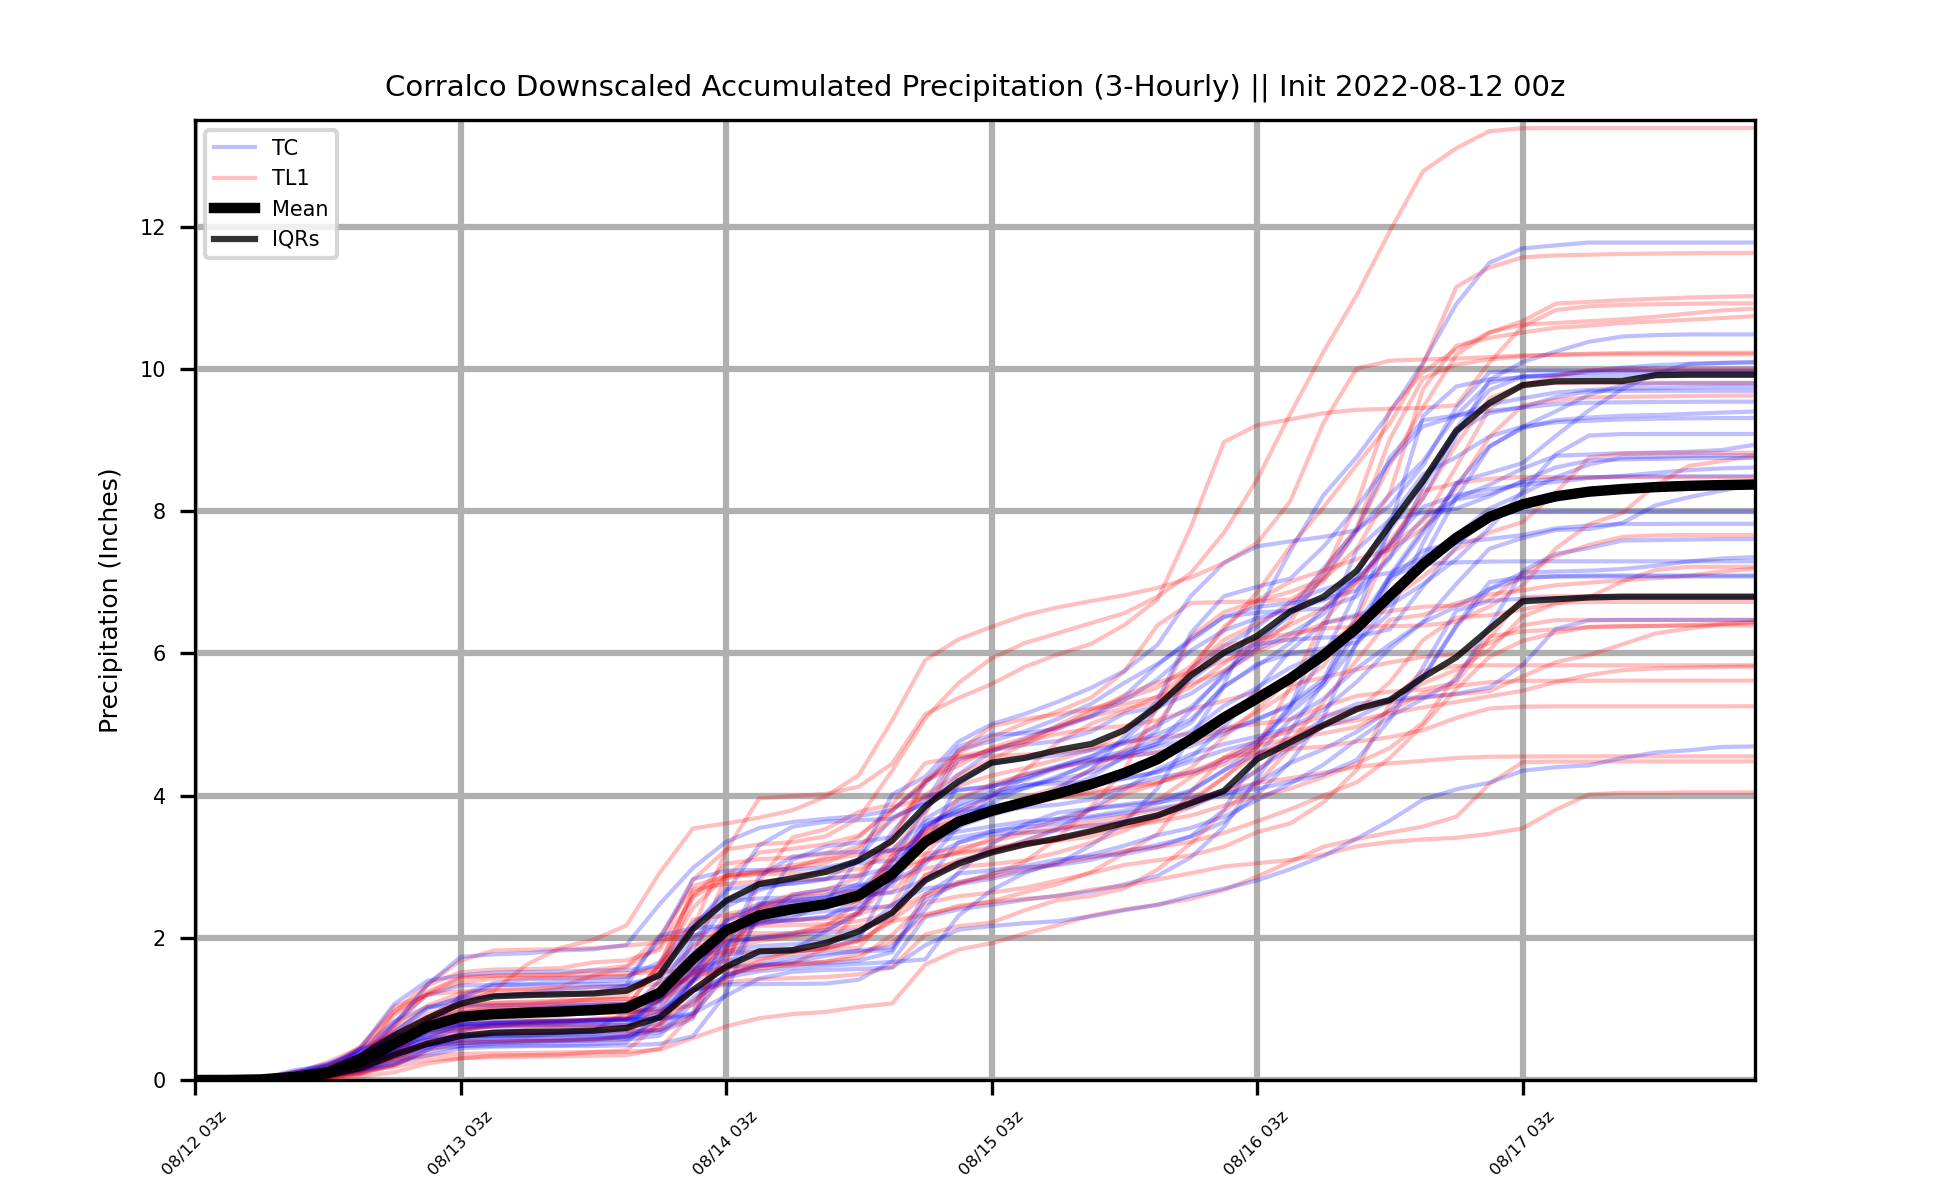 Corralco Downscaled Accumulated Precipitation (3-Hourly) || Init 2022-08-12 00z
TC
TL1
Mean
IQRs
Precipitation (Inches)
12
10
8
6
4
2
0
08/12 03z
08/13 03z
08/14 03z
08/15 03z
08/16 03z
08/17 03z